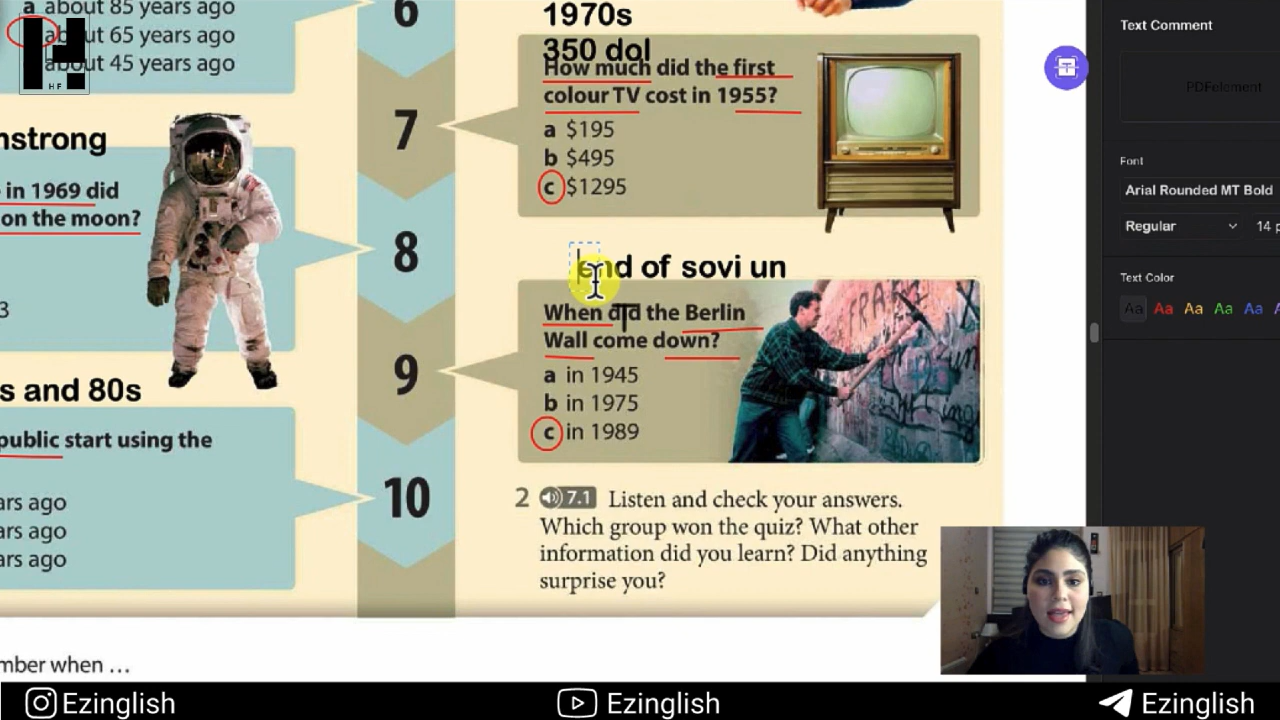 a about 85 years ago
about 65 years ago
about 45 years ago
HF
nstrong
in 1969 did
on the moon?
3
s and 80s
public start using the
ars ago
ars ago
ars ago
mber when …
6
7
8
9
10
1970s
350 dol
How much did the first
colour TV cost in 1955?
a $195
b $495
c $1295
end of sovi un
When did the Berlin
Wall come down?
a in 1945
b in 1975
c in 1989
2 7.1 Listen and check your answers.
Which group won the quiz? What other
information did you learn? Did anything
surprise you?
Text Comment
PDFelement
Font
Arial Rounded MT Bold
Regular
14 p
Text Color
Aa Aa Aa Aa Aa
Ezinglish
Ezinglish
Ezinglish